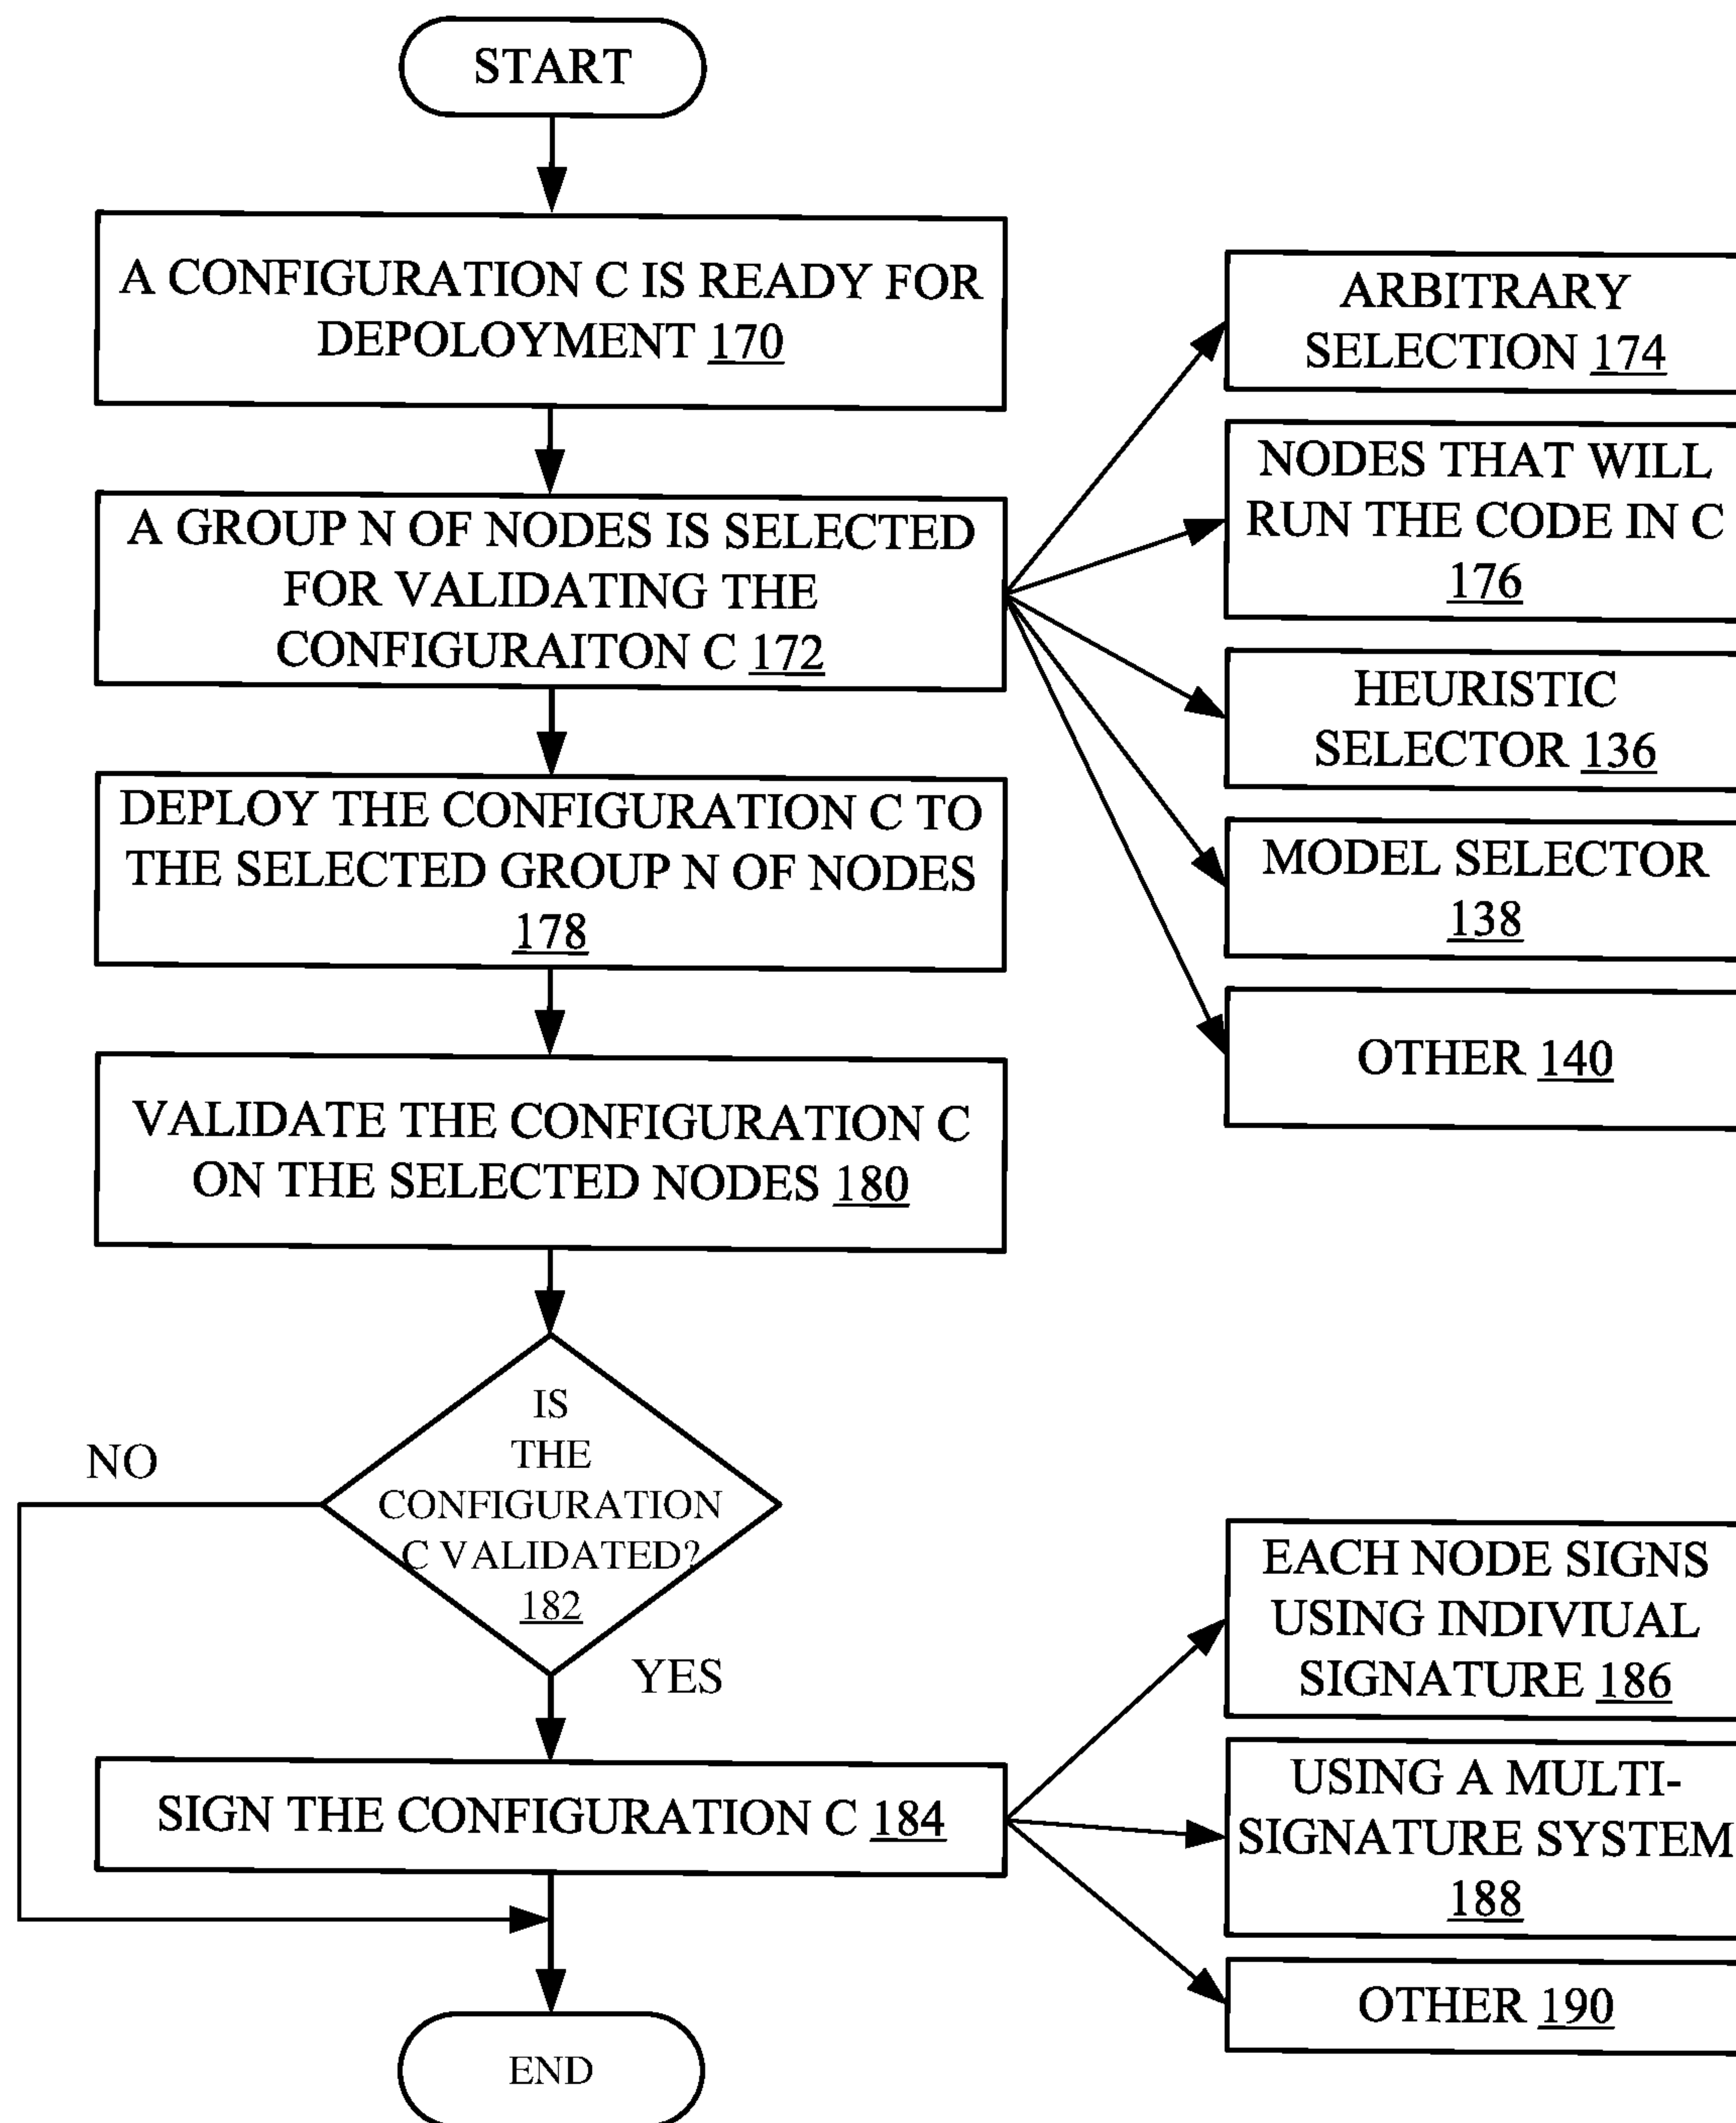 START
A CONFIGURATION C IS READY FOR
DEPOLOYMENT 170
A GROUP N OF NODES IS SELECTED
FOR VALIDATING THE
CONFIGURAITON C 172
ARBITRARY
SELECTION 174
NODES THAT WILL
RUN THE CODE IN C
176
HEURISTIC
SELECTOR 136
MODEL SELECTOR
138
OTHER 140
DEPLOY THE CONFIGURATION C TO
THE SELECTED GROUP N OF NODES
178
VALIDATE THE CONFIGURATION C
ON THE SELECTED NODES 180
IS
THE
CONFIGURATION
C VALIDATED?
182
NO
YES
SIGN THE CONFIGURATION C 184
EACH NODE SIGNS
USING INDIVIUAL
SIGNATURE 186
USING A MULTI-
SIGNATURE SYSTEM
188
OTHER 190
END